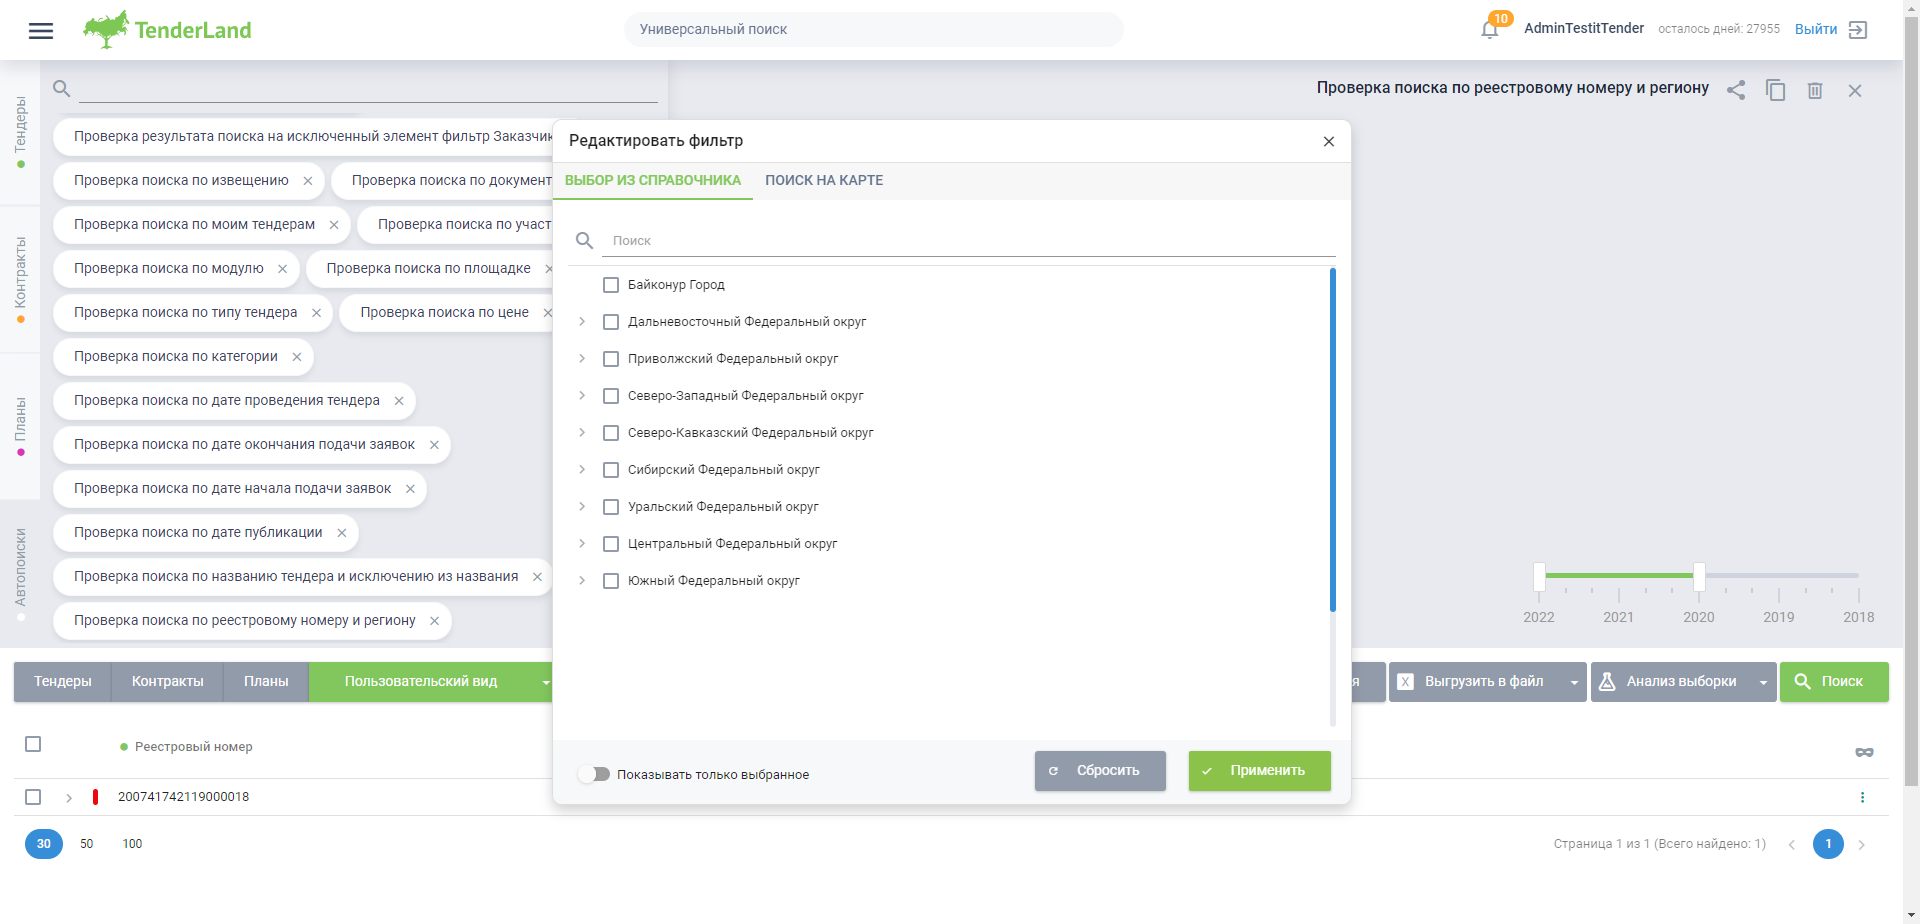 TenderLand
Универсальный поиск
10
AdminTestitTender
осталось дней: 27955
Выйти
Тендеры
Контракты
Планы
Автопоиски
Проверка поиска по реестровому номеру и региону
Проверка результата поиска на исключенный элемент фильтр Заказчик
Проверка поиска по извещению
Проверка поиска по документ
Проверка поиска по моим тендерам
Проверка поиска по участ
Проверка поиска по модулю
Проверка поиска по площадке
Проверка поиска по типу тендера
Проверка поиска по цене
Проверка поиска по категории
Проверка поиска по дате проведения тендера
Проверка поиска по дате окончания подачи заявок
Проверка поиска по дате начала подачи заявок
Проверка поиска по дате публикации
Проверка поиска по названию тендера и исключению из названия
Проверка поиска по реестровому номеру и региону
Редактировать фильтр
ВЫБОР ИЗ СПРАВОЧНИКА
ПОИСК НА КАРТЕ
Поиск
Байконур Город
Дальневосточный Федеральный округ
Приволжский Федеральный округ
Северо-Западный Федеральный округ
Северо-Кавказский Федеральный округ
Сибирский Федеральный округ
Уральский Федеральный округ
Центральный Федеральный округ
Южный Федеральный округ
Показывать только выбранное
Сбросить
Применить
2022 2021 2020 2019 2018
Тендеры
Контракты
Планы
Пользовательский вид
я
Выгрузить в файл
Анализ выборки
Поиск
Реестровый номер
200741742119000018
30 50 100
Страница 1 из 1 (Всего найдено: 1)
1